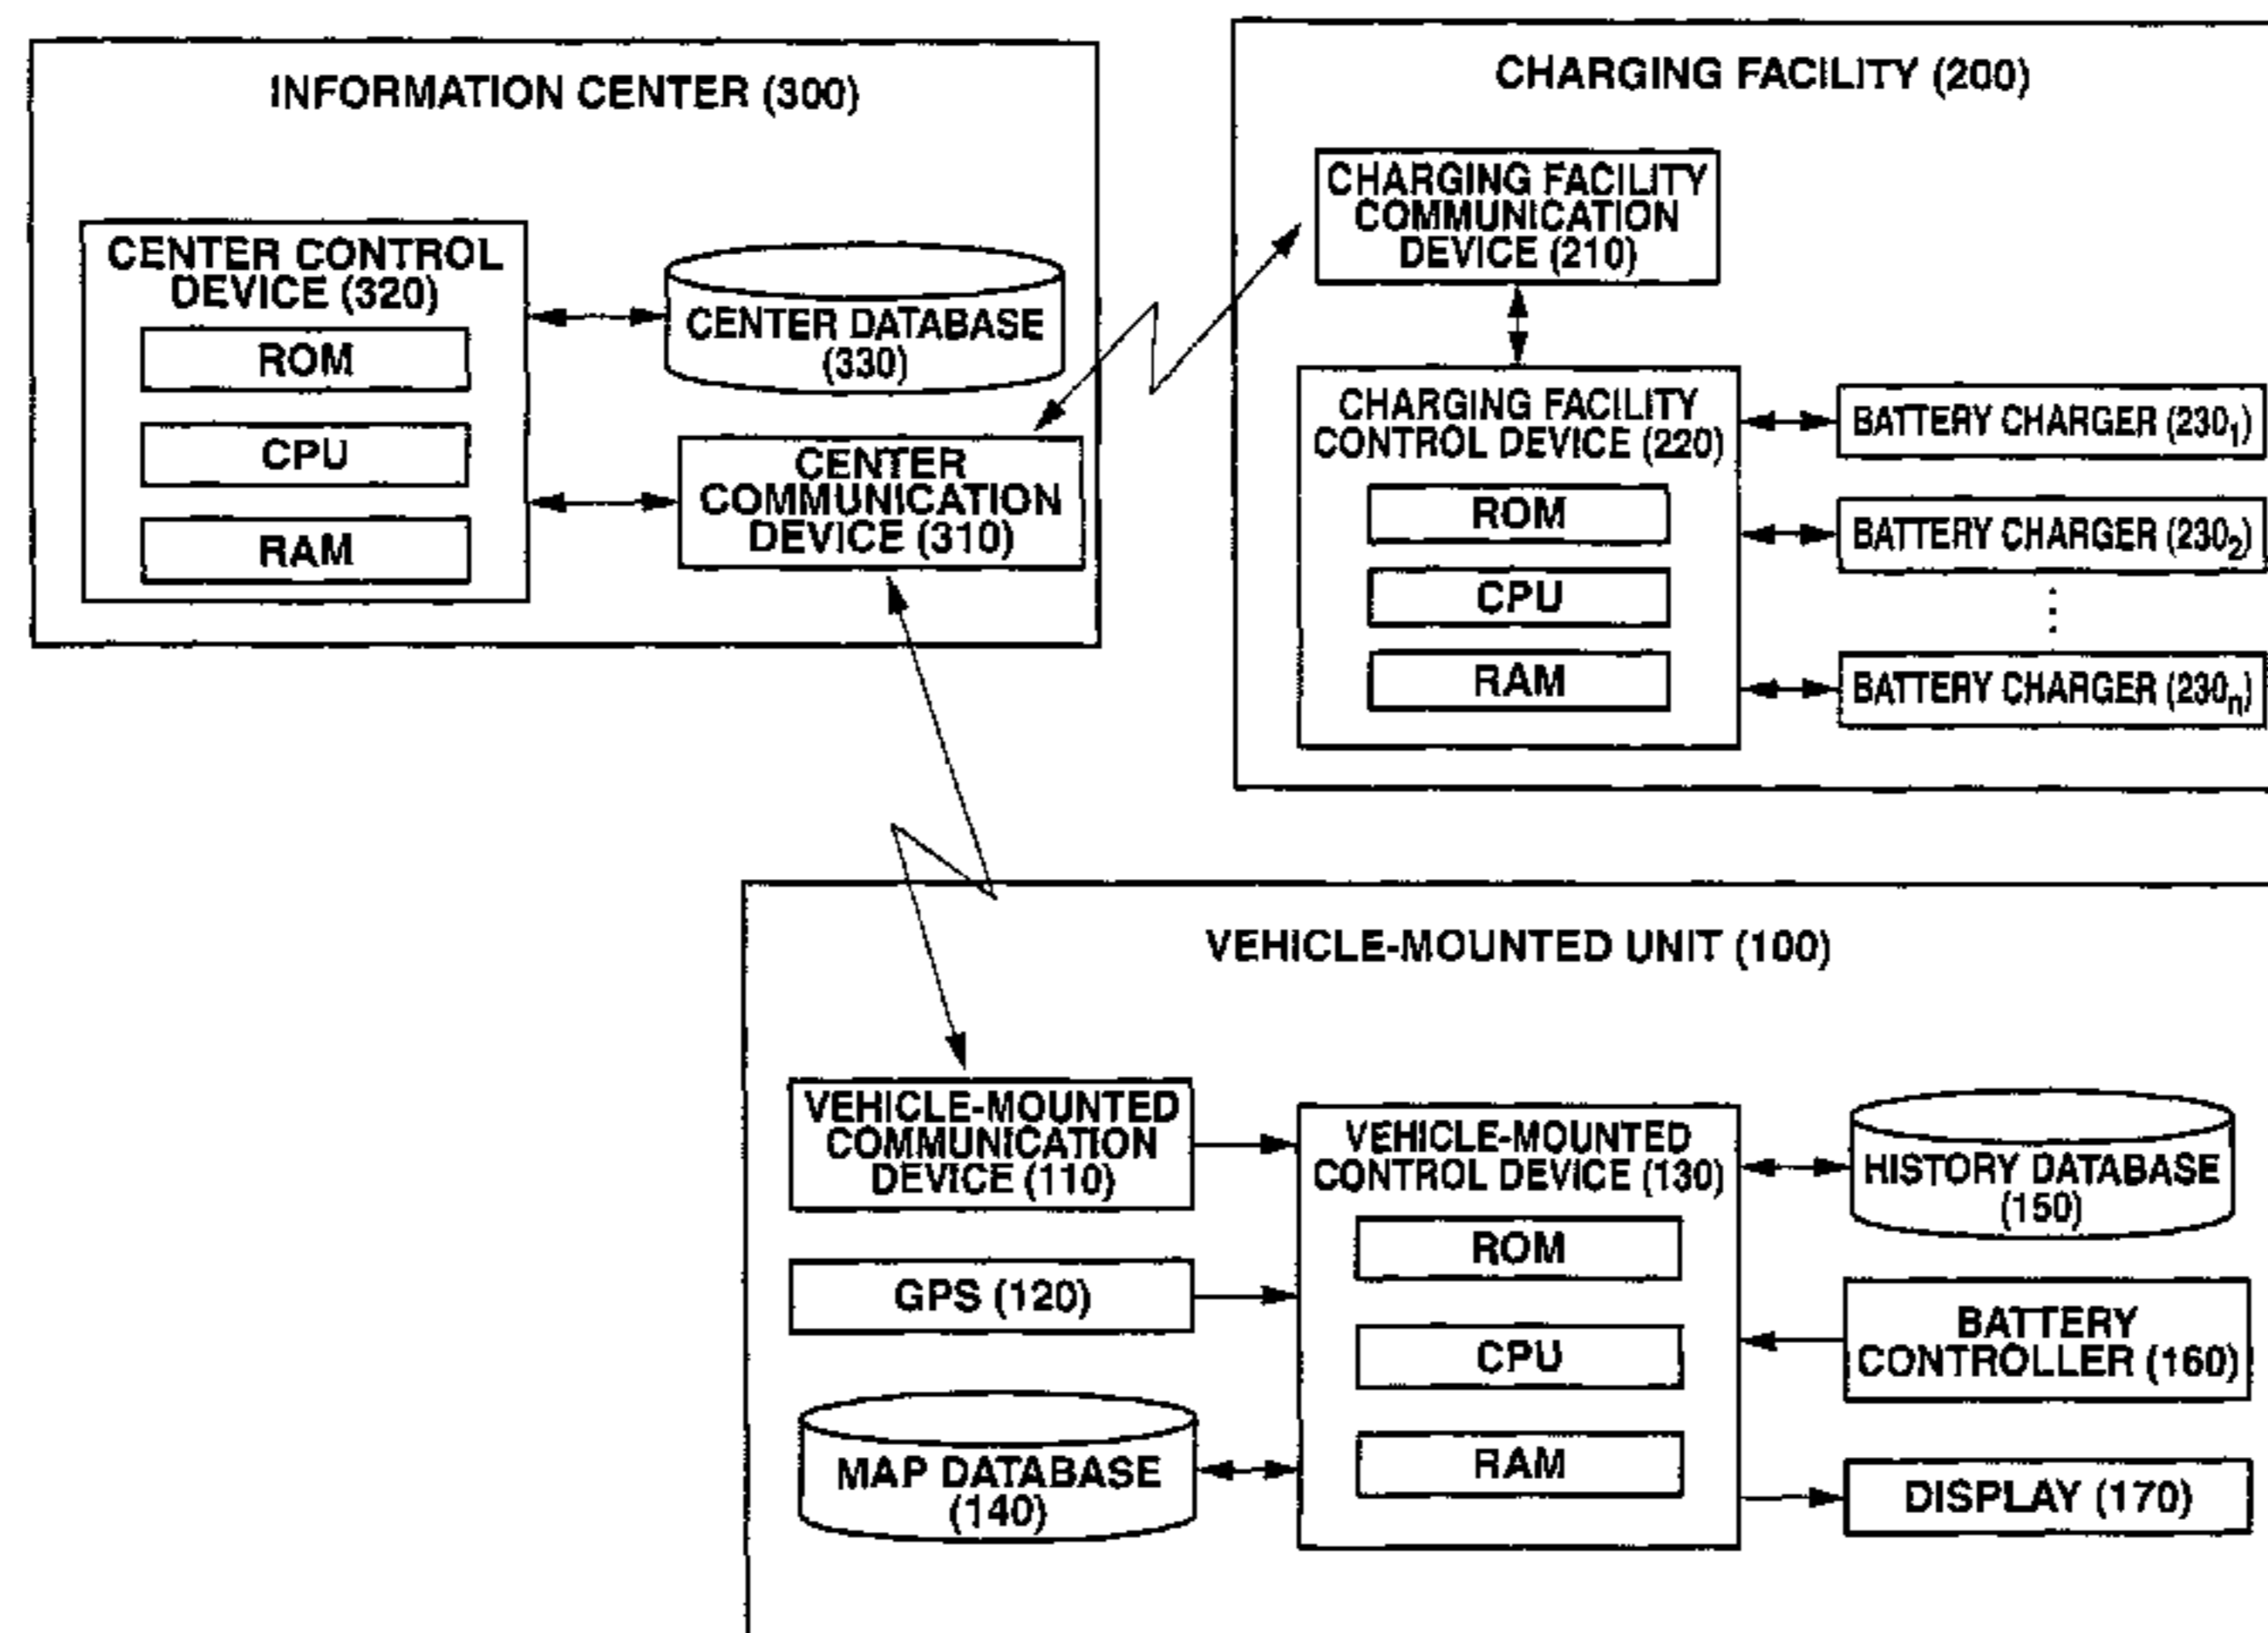 INFORMATION CENTER (300)
CENTER CONTROL
DEVICE (320)
ROM
CPU
RAM
CENTER DATABASE
(330)
CENTER
COMMUNICATION
DEVICE (310)
CHARGING FACILITY (200)
CHARGING FACILITY
COMMUNICATION
DEVICE (210)
CHARGING FACILITY
CONTROL DEVICE (220)
ROM
CPU
RAM
BATTERY CHARGER (230₁)
BATTERY CHARGER (230₂)
⋮
BATTERY CHARGER (230ₙ)
VEHICLE-MOUNTED UNIT (100)
VEHICLE-MOUNTED
COMMUNICATION
DEVICE (110)
GPS (120)
MAP DATABASE
(140)
VEHICLE-MOUNTED
CONTROL DEVICE (130)
ROM
CPU
RAM
HISTORY DATABASE
(150)
BATTERY
CONTROLLER (160)
DISPLAY (170)